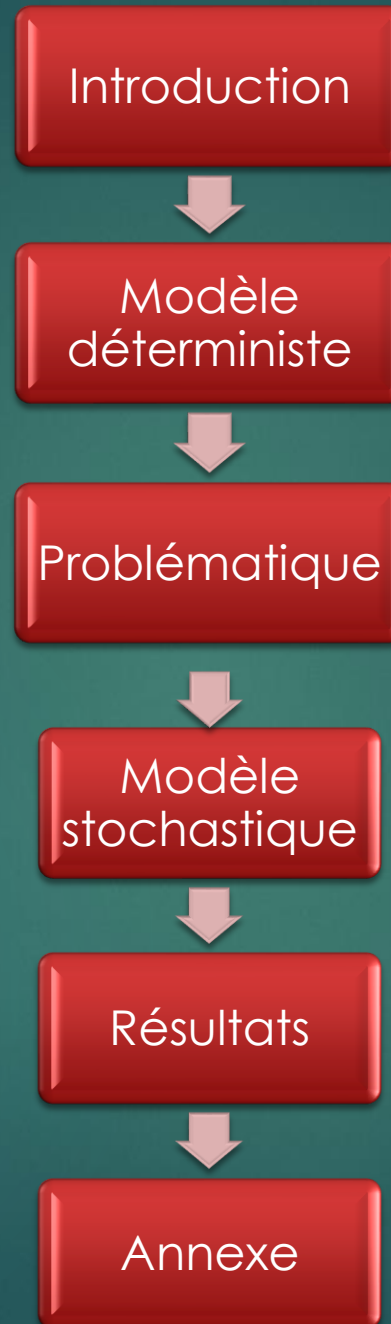 Introduction
Modèle
déterministe
Problématique
Modèle
stochastique
Résultats
Annexe